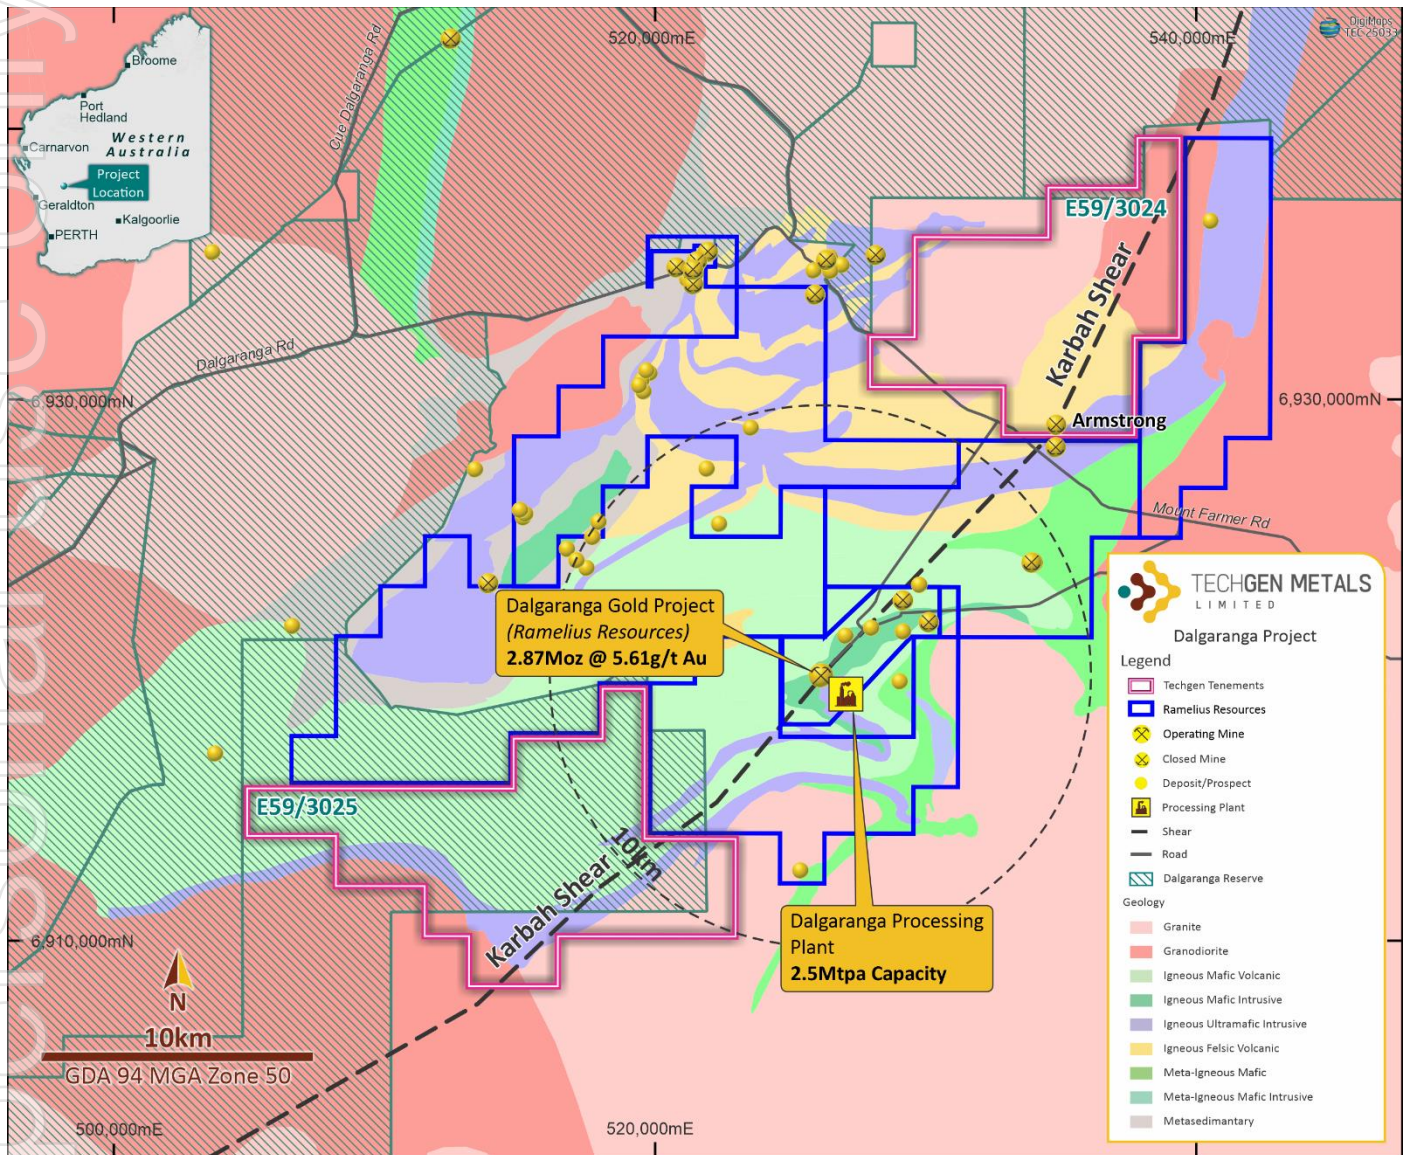 DigiMaps
TEC 25033
520,000mE
540,000mE
Broome
Port
Hedland
Western
Australia
Carnarvon
Project
Location
Geraldton
Kalgoorlie
PERTH
Cue Dalgaranga Rd
E59/3024
Karbah Shear
Dalgaranga Rd
6,930,000mN
6,930,000mN
Armstrong
Mount Farmer Rd
Dalgaranga Gold Project
(Ramelius Resources)
2.87Moz @ 5.61g/t Au
E59/3025
10km
Karbah Shear
Dalgaranga Processing
Plant
2.5Mtpa Capacity
6,910,000mN
N
10km
GDA 94 MGA Zone 50
500,000mE
520,000mE
TECHGEN METALS
LIMITED
Dalgaranga Project
Legend
Techgen Tenements
Ramelius Resources
Operating Mine
Closed Mine
Deposit/Prospect
Processing Plant
Shear
Road
Dalgaranga Reserve
Geology
Granite
Granodiorite
Igneous Mafic Volcanic
Igneous Mafic Intrusive
Igneous Ultramafic Intrusive
Igneous Felsic Volcanic
Meta-Igneous Mafic
Meta-Igneous Mafic Intrusive
Metasedimantary